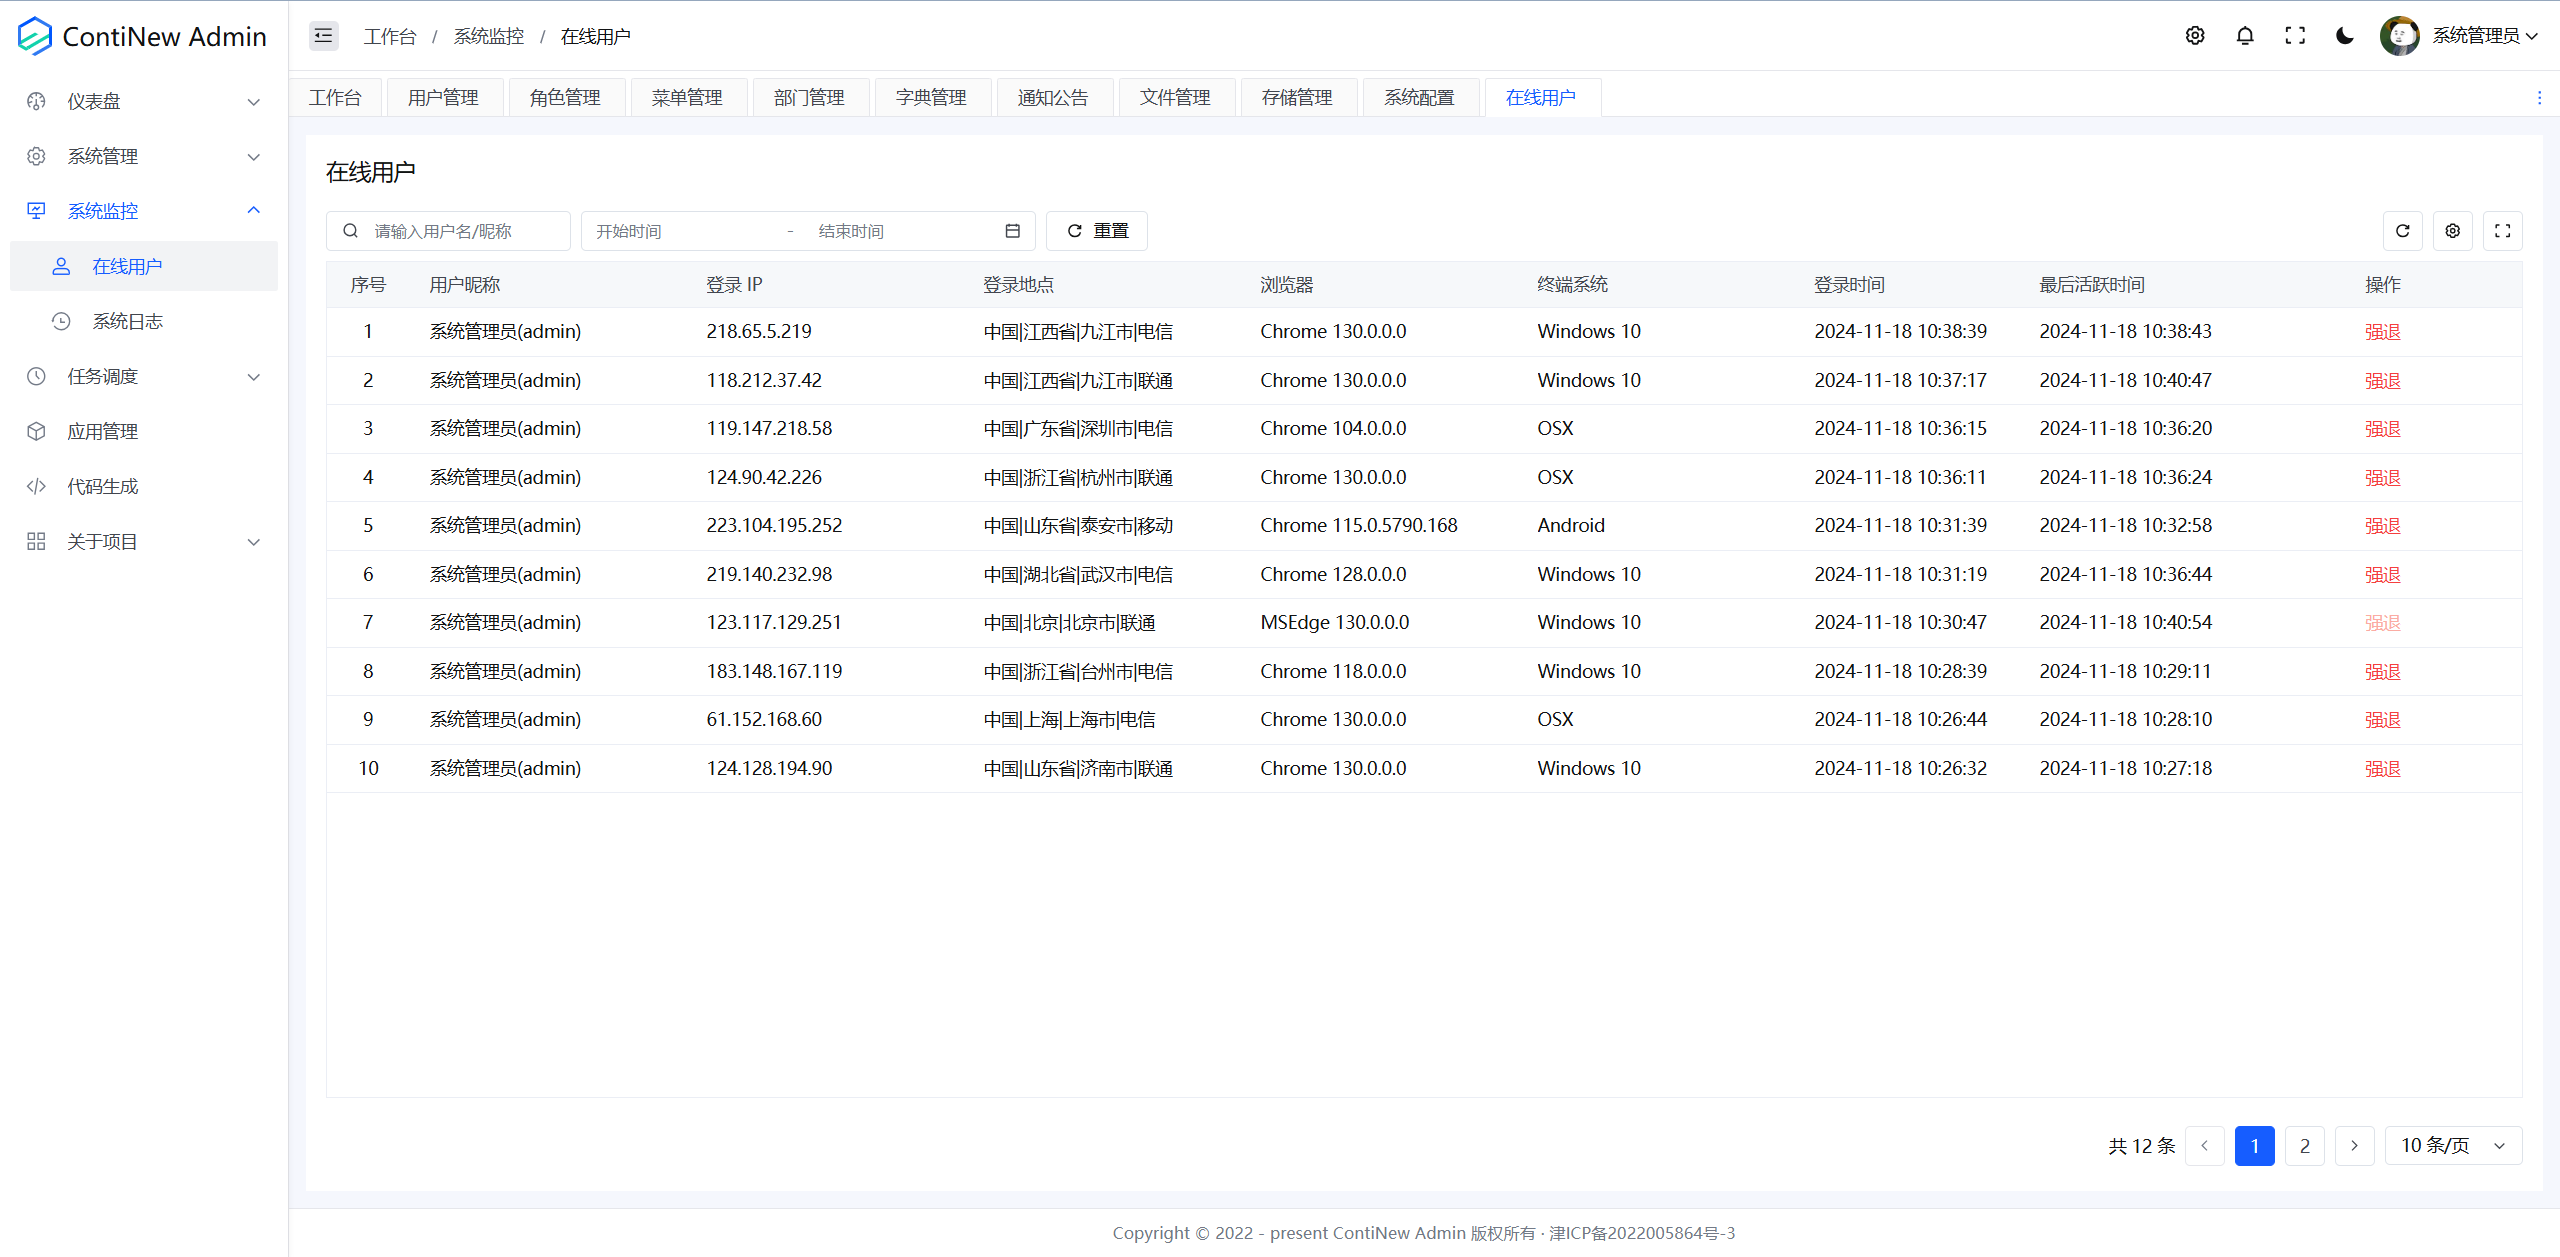 ContiNew Admin
工作台 / 系统监控 / 在线用户
系统管理员
仪表盘
系统管理
系统监控
在线用户
系统日志
任务调度
应用管理
代码生成
关于项目
工作台 用户管理 角色管理 菜单管理 部门管理 字典管理 通知公告 文件管理 存储管理 系统配置 在线用户
在线用户
请输入用户名/昵称 开始时间 - 结束时间 重置
序号 用户昵称 登录 IP 登录地点 浏览器 终端系统 登录时间 最后活跃时间 操作
1 系统管理员(admin) 218.65.5.219 中国|江西省|九江市|电信 Chrome 130.0.0.0 Windows 10 2024-11-18 10:38:39 2024-11-18 10:38:43 强退
2 系统管理员(admin) 118.212.37.42 中国|江西省|九江市|联通 Chrome 130.0.0.0 Windows 10 2024-11-18 10:37:17 2024-11-18 10:40:47 强退
3 系统管理员(admin) 119.147.218.58 中国|广东省|深圳市|电信 Chrome 104.0.0.0 OSX 2024-11-18 10:36:15 2024-11-18 10:36:20 强退
4 系统管理员(admin) 124.90.42.226 中国|浙江省|杭州市|联通 Chrome 130.0.0.0 OSX 2024-11-18 10:36:11 2024-11-18 10:36:24 强退
5 系统管理员(admin) 223.104.195.252 中国|山东省|泰安市|移动 Chrome 115.0.5790.168 Android 2024-11-18 10:31:39 2024-11-18 10:32:58 强退
6 系统管理员(admin) 219.140.232.98 中国|湖北省|武汉市|电信 Chrome 128.0.0.0 Windows 10 2024-11-18 10:31:19 2024-11-18 10:36:44 强退
7 系统管理员(admin) 123.117.129.251 中国|北京|北京市|联通 MSEdge 130.0.0.0 Windows 10 2024-11-18 10:30:47 2024-11-18 10:40:54 强退
8 系统管理员(admin) 183.148.167.119 中国|浙江省|台州市|电信 Chrome 118.0.0.0 Windows 10 2024-11-18 10:28:39 2024-11-18 10:29:11 强退
9 系统管理员(admin) 61.152.168.60 中国|上海|上海市|电信 Chrome 130.0.0.0 OSX 2024-11-18 10:26:44 2024-11-18 10:28:10 强退
10 系统管理员(admin) 124.128.194.90 中国|山东省|济南市|联通 Chrome 130.0.0.0 Windows 10 2024-11-18 10:26:32 2024-11-18 10:27:18 强退
共 12 条 1 2 10 条/页
Copyright © 2022 - present ContiNew Admin 版权所有 · 津ICP备2022005864号-3